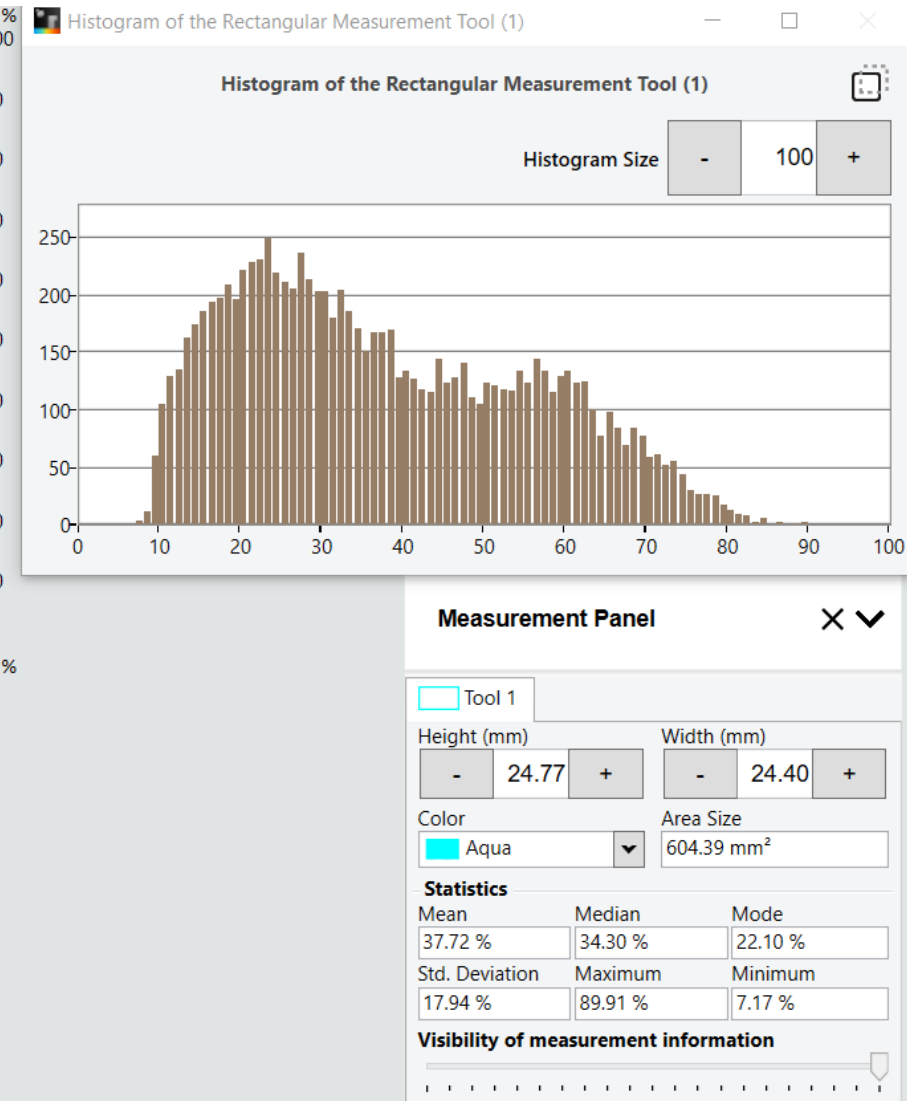 %
Histogram of the Rectangular Measurement Tool (1)
Histogram of the Rectangular Measurement Tool (1)
Histogram Size - 100 +
250
200
150
100
50
0
0 10 20 30 40 50 60 70 80 90 100
Measurement Panel
%
Tool 1
Height (mm) Width (mm)
- 24.77 + - 24.40 +
Color Area Size
Aqua 604.39 mm²
Statistics
Mean Median Mode
37.72 % 34.30 % 22.10 %
Std. Deviation Maximum Minimum
17.94 % 89.91 % 7.17 %
Visibility of measurement information